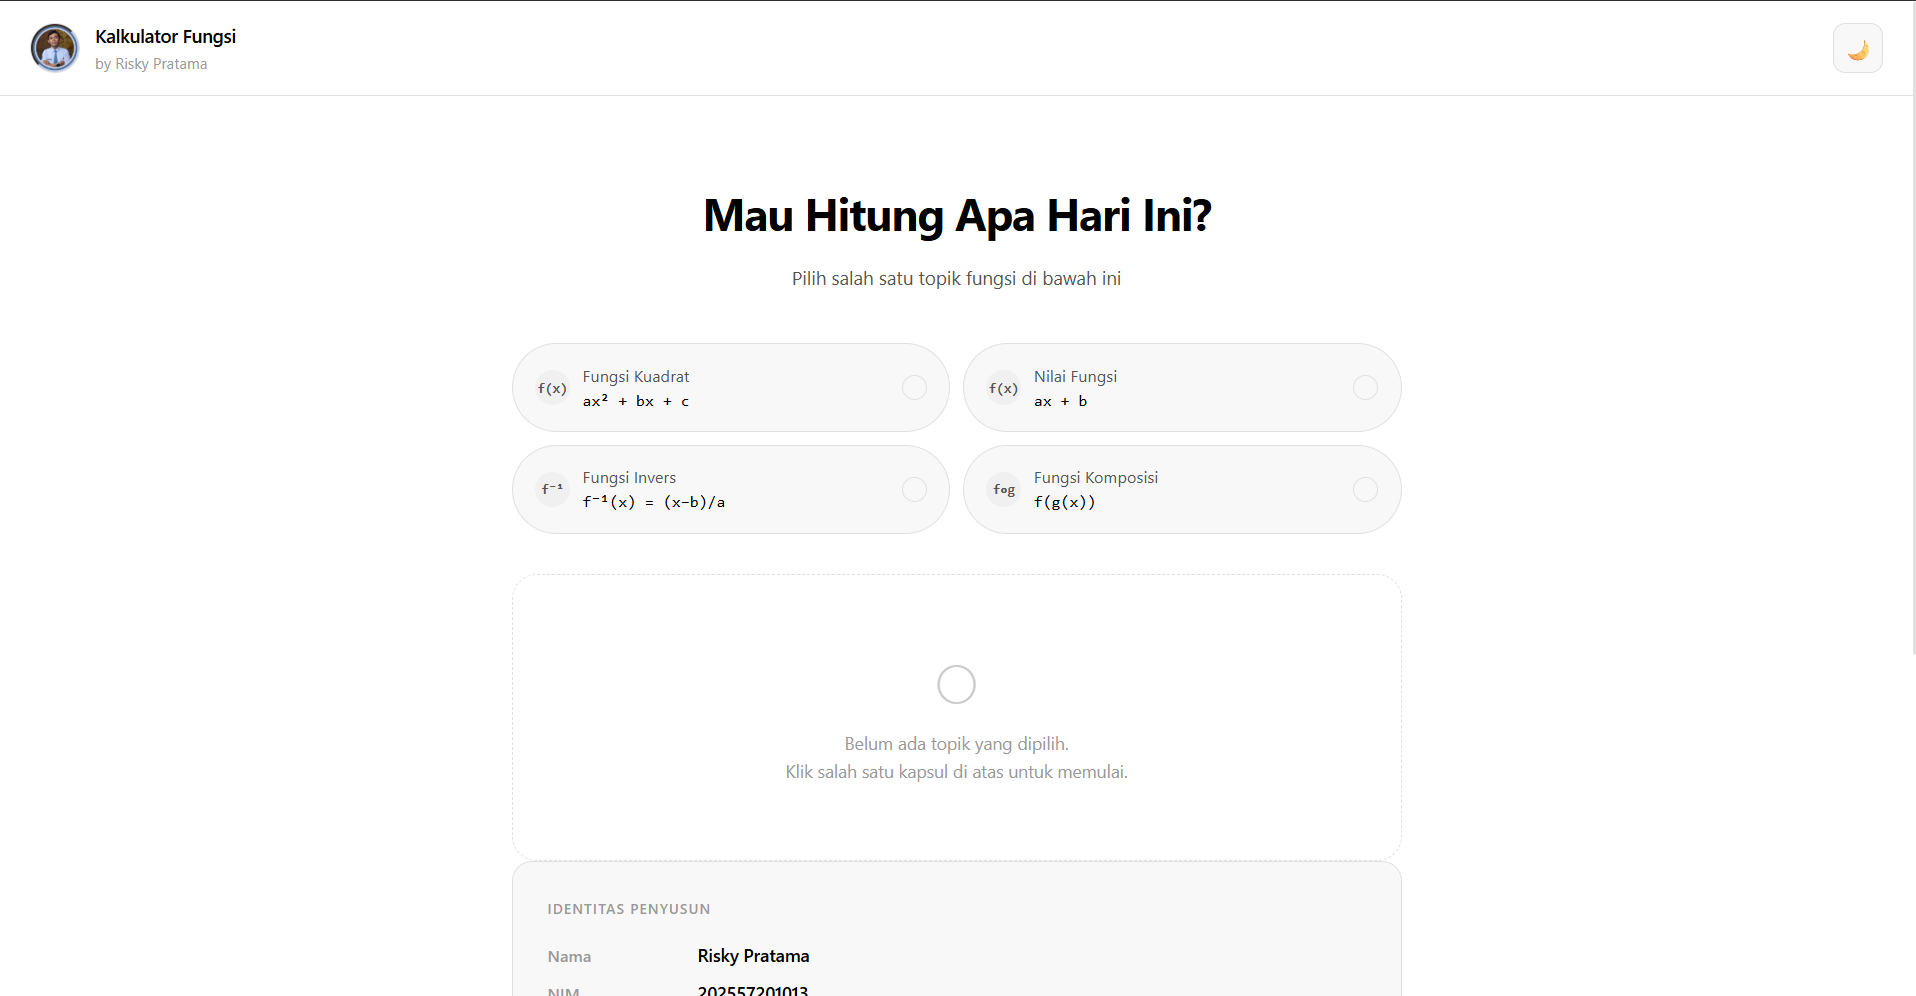 Kalkulator Fungsi
by Risky Pratama
Mau Hitung Apa Hari Ini?
Pilih salah satu topik fungsi di bawah ini
f(x)
Fungsi Kuadrat
ax² + bx + c
f(x)
Nilai Fungsi
ax + b
f⁻¹
Fungsi Invers
f⁻¹(x) = (x-b)/a
f∘g
Fungsi Komposisi
f(g(x))
Belum ada topik yang dipilih.
Klik salah satu kapsul di atas untuk memulai.
IDENTITAS PENYUSUN
Nama Risky Pratama
NIM 202557201013